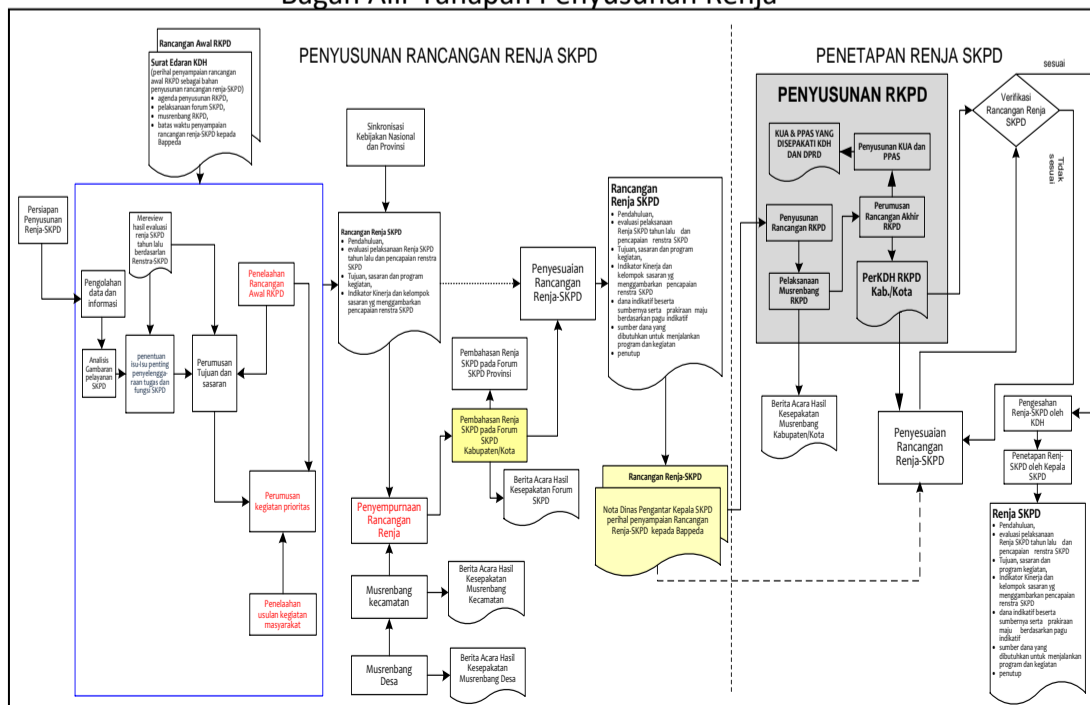 Bagan Alir Tahapan Penyusunan Renja
PENYUSUNAN RANCANGAN RENJA SKPD
PENETAPAN RENJA SKPD
Rancangan Awal RKPD
Surat Edaran KDH
(perihal penyampaian rancangan
awal RKPD sebagai bahan
penyusunan rancangan renja-SKPD)
• agenda penyusunan RKPD,
• pelaksanaan forum SKPD,
• musrenbang RKPD,
• batas waktu penyampaian
rancangan renja-SKPD kepada
Bappeda
Persiapan
Penyusunan
Renja-SKPD
Pengolahan
data dan
informasi
Analisis
Gambaran
pelayanan
SKPD
Mereview
hasil evaluasi
renja SKPD
tahun lalu
berdasarlan
Renstra-SKPD
penentuan
isu-isu penting
penyelengga-
raan tugas dan
fungsi SKPD
Perumusan
Tujuan dan
sasaran
Penelaahan
Rancangan
Awal RKPD
Perumusan
kegiatan prioritas
Penelaahan
usulan kegiatan
masyarakat
Sinkronisasi
Kebijakan Nasional
dan Provinsi
Rancangan Renja SKPD
• Pendahuluan,
• evaluasi pelaksanaan Renja SKPD
tahun lalu dan pencapaian renstra
SKPD
• Tujuan, sasaran dan program
kegiatan,
• Indikator Kinerja dan kelompok
sasaran yg menggambarkan
pencapaian renstra SKPD
Penyempurnaan
Rancangan
Renja
Musrenbang
kecamatan
Berita Acara Hasil
Kesepakatan
Musrenbang
Kecamatan
Musrenbang
Desa
Berita Acara Hasil
Kesepakatan
Musrenbang Desa
Pembahasan Renja
SKPD pada Forum
SKPD Provinsi
Pembahasan Renja
SKPD pada Forum
SKPD
Kabupaten/Kota
Berita Acara Hasil
Kesepakatan Forum
SKPD
Penyesuaian
Rancangan
Renja-SKPD
Rancangan
Renja SKPD
• Pendahuluan,
• evaluasi pelaksanaan
Renja SKPD tahun lalu dan
pencapaian renstra SKPD
• Tujuan, sasaran dan program
kegiatan,
• Indikator Kinerja dan
kelompok sasaran yg
menggambarkan pencapaian
renstra SKPD
• dana indikatif beserta
sumbernya serta prakiraan maju
berdasarkan pagu indikatif
• sumber dana yang
dibutuhkan untuk menjalankan
program dan kegiatan
• penutup
Rancangan Renja-SKPD
Nota Dinas Pengantar Kepala SKPD
perihal penyampaian Rancangan
Renja-SKPD kepada Bappeda
PENYUSUNAN RKPD
KUA & PPAS YANG
DISEPAKATI KDH
DAN DPRD
Penyusunan KUA dan
PPAS
Penyusunan
Rancangan RKPD
Perumusan
Rancangan Akhir
RKPD
Pelaksanaan
Musrenbang
RKPD
PerKDH RKPD
Kab./Kota
Berita Acara Hasil
Kesepakatan
Musrenbang
Kabupaten/Kota
Penyesuaian
Rancangan
Renja-SKPD
sesuai
Verifikasi
Rancangan Renja
SKPD
Tidak
sesuai
Pengesahan
Renja-SKPD oleh
KDH
Penetapan Renj-
SKPD oleh Kepala
SKPD
Renja SKPD
• Pendahuluan,
• evaluasi pelaksanaan
Renja SKPD tahun lalu dan
pencapaian renstra SKPD
• Tujuan, sasaran dan
program kegiatan,
• Indikator Kinerja dan
kelompok sasaran yg
menggambarkan pencapaian
renstra SKPD
• dana indikatif beserta
sumbernya serta prakiraan
maju berdasarkan pagu
indikatif
• sumber dana yang
dibutuhkan untuk menjalankan
program dan kegiatan
• penutup